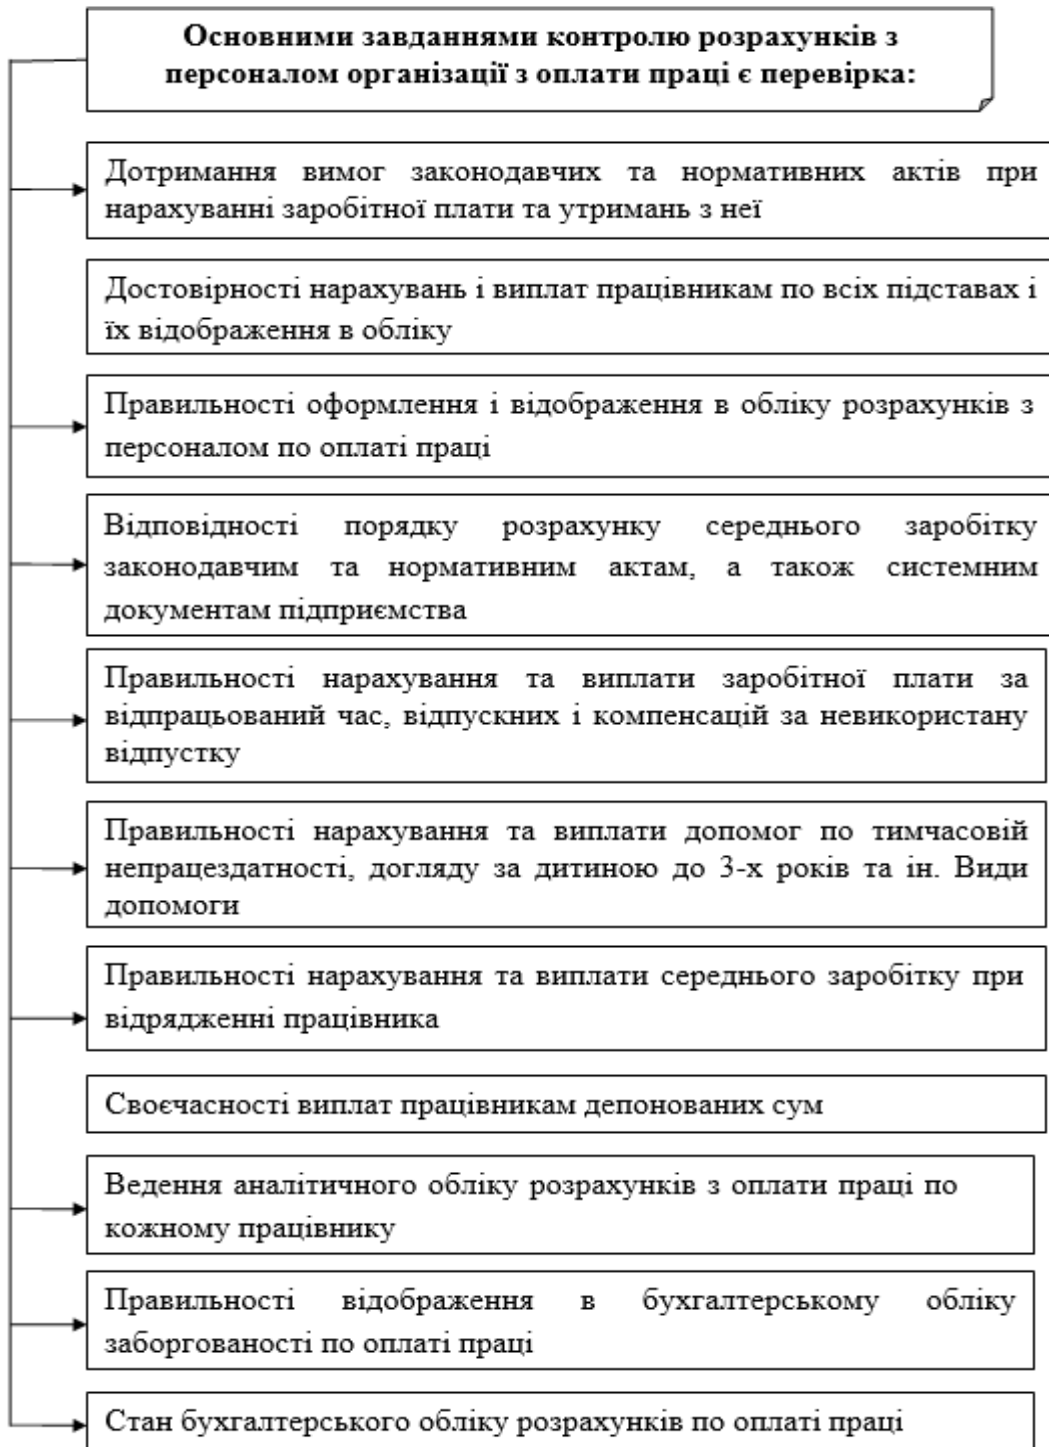 Основними завданнями контролю розрахунків з
персоналом організації з оплати праці є перевірка:
Дотримання вимог законодавчих та нормативних актів при
нарахуванні заробітної плати та утримань з неї
Достовірності нарахувань і виплат працівникам по всіх підставах і
їх відображення в обліку
Правильності оформлення і відображення в обліку розрахунків з
персоналом по оплаті праці
Відповідності порядку розрахунку середнього заробітку
законодавчим та нормативним актам, а також системним
документам підприємства
Правильності нарахування та виплати заробітної плати за
відпрацьований час, відпускних і компенсацій за невикористану
відпустку
Правильності нарахування та виплати допомог по тимчасовій
непрацездатності, догляду за дитиною до 3-х років та ін. Види
допомоги
Правильності нарахування та виплати середнього заробітку при
відрядженні працівника
Своєчасності виплат працівникам депонованих сум
Ведення аналітичного обліку розрахунків з оплати праці по
кожному працівнику
Правильності відображення в бухгалтерському обліку
заборгованості по оплаті праці
Стан бухгалтерського обліку розрахунків по оплаті праці